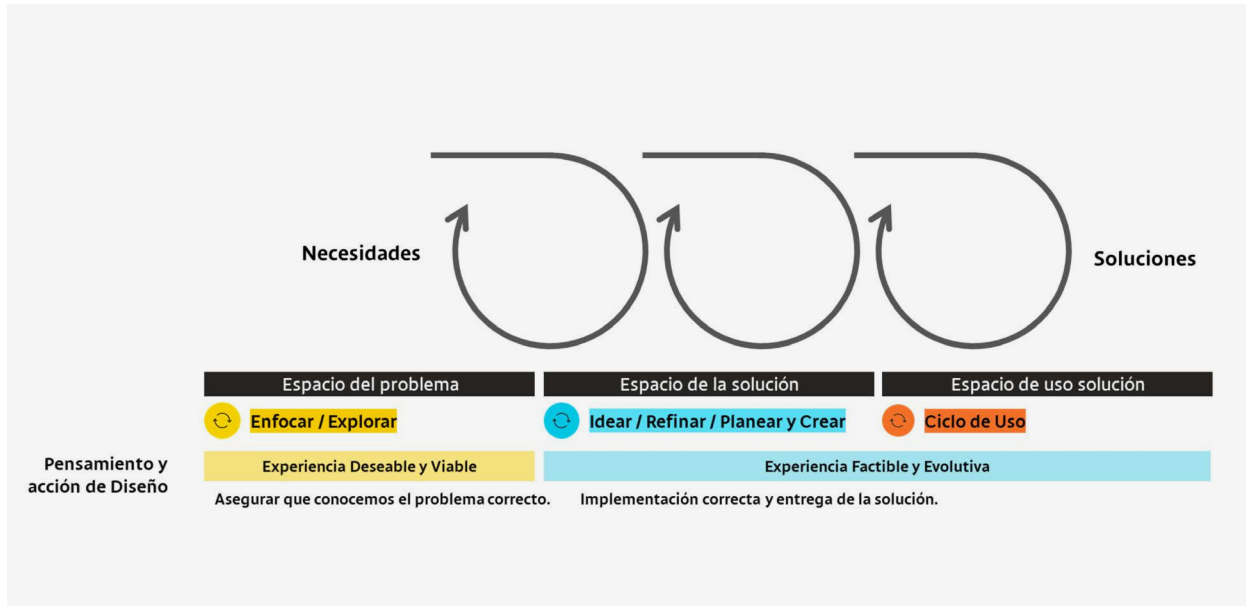 Necesidades
Soluciones
Espacio del problema
Espacio de la solución
Espacio de uso solución
Enfocar / Explorar
Idear / Refinar / Planear y Crear
Ciclo de Uso
Pensamiento y
acción de Diseño
Experiencia Deseable y Viable
Experiencia Factible y Evolutiva
Asegurar que conocemos el problema correcto.
Implementación correcta y entrega de la solución.